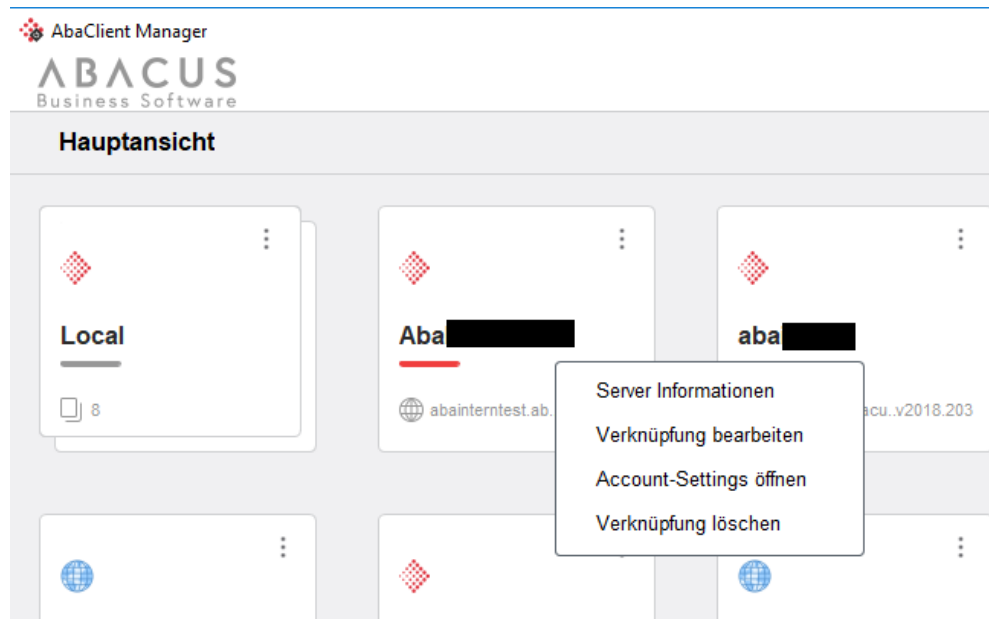 AbaClient Manager
ABACUS
Business Software
Hauptansicht
Local
8
Aba
abainterntest.ab.
aba
acu..v2018.203
Server Informationen
Verknüpfung bearbeiten
Account-Settings öffnen
Verknüpfung löschen